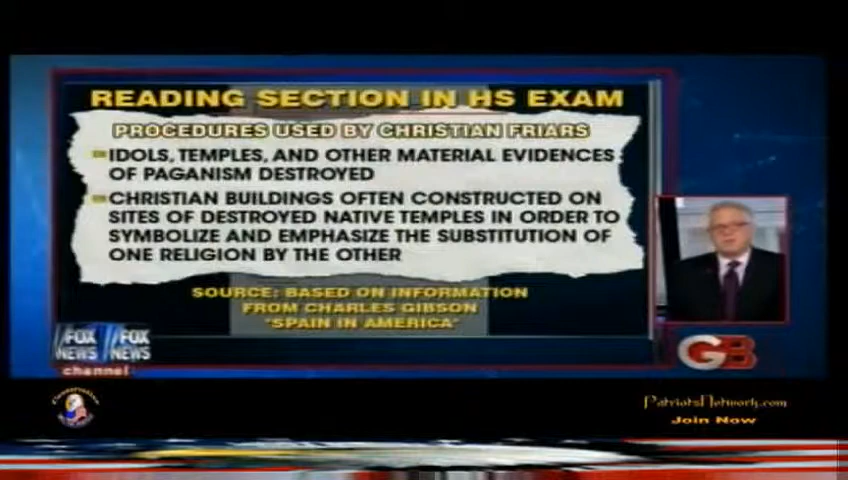 READING SECTION IN HS EXAM
PROCEDURES USED BY CHRISTIAN FRIARS
IDOLS, TEMPLES, AND OTHER MATERIAL EVIDENCES
OF PAGANISM DESTROYED
CHRISTIAN BUILDINGS OFTEN CONSTRUCTED ON
SITES OF DESTROYED NATIVE TEMPLES IN ORDER TO
SYMBOLIZE AND EMPHASIZE THE SUBSTITUTION OF
ONE RELIGION BY THE OTHER
SOURCE: BASED ON INFORMATION
FROM CHARLES GIBSON
"SPAIN IN AMERICA"
FOX NEWS FOX NEWS
channel
GB
Conservative
PatriotsNetwork.com
Join Now